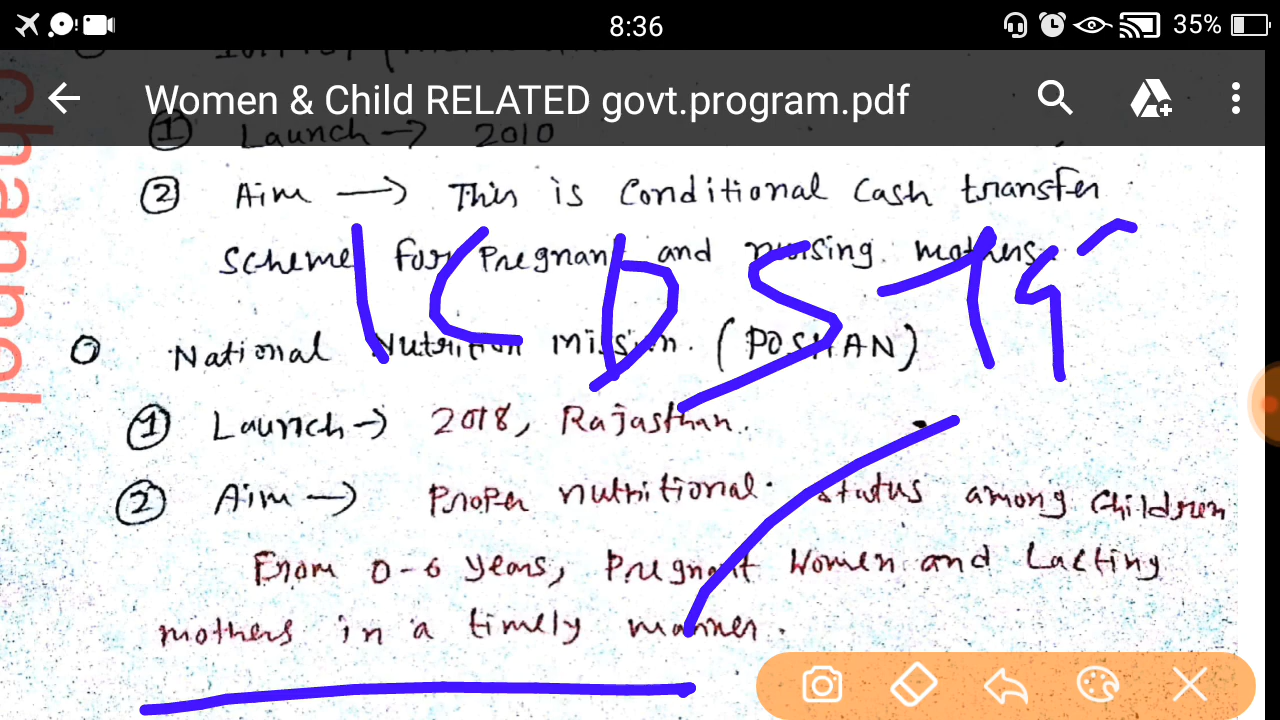 8:36
35%
Women & Child RELATED govt.program.pdf
Channel
① Launch → 2010
② Aim → This is Conditional Cash transfer
Scheme for Pregnant and nursing mothers.
ICDS-19
National Nutrition mission. (POSHAN)
① Launch → 2018, Rajasthan.
② Aim → Proper nutritional status among Children
From 0-6 years, Pregnant Women and Lacting
mothers in a timely manner.